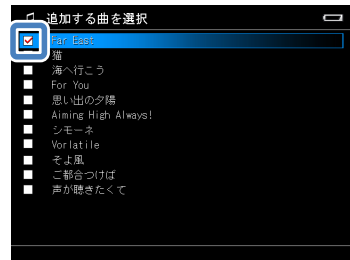 追加する曲を選択
Far East
猫
海へ行こう
For You
思い出の夕陽
Aiming High Always!
シモーネ
Vorlatile
そよ風
ご都合つけば
声が聴きたくて